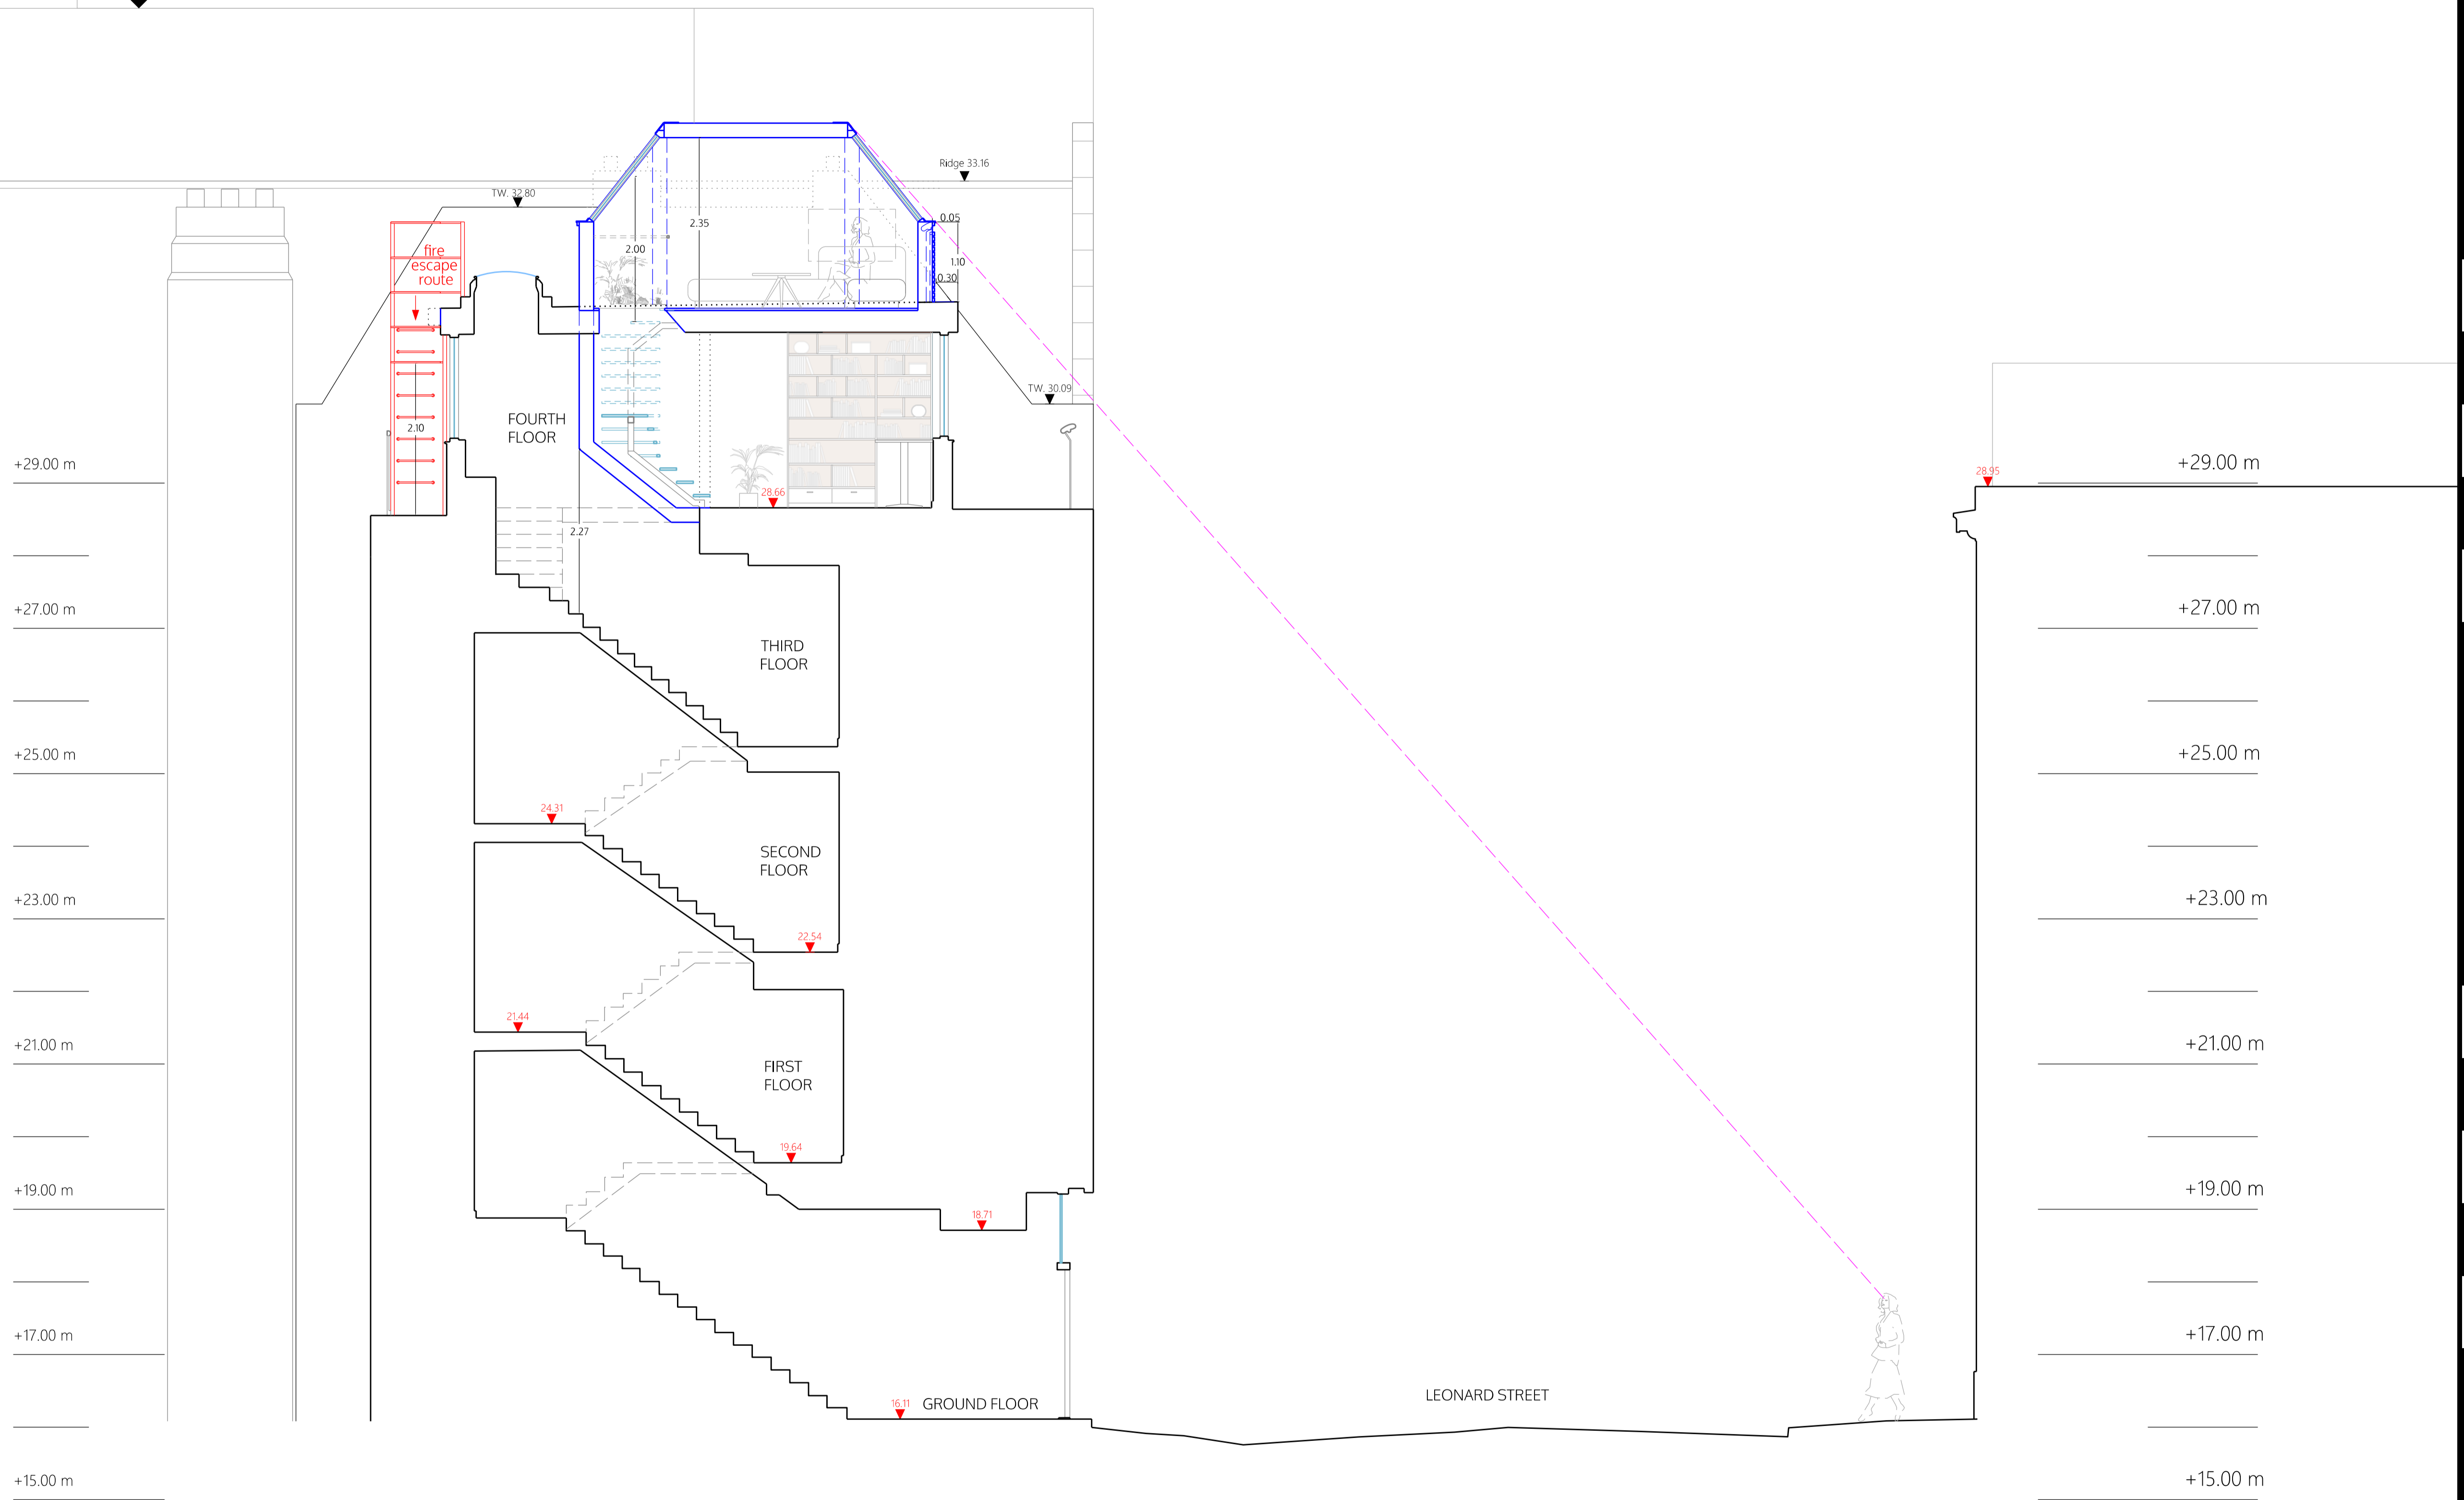 Ridge 33.16
TW. 32.80
0.05
2.35
fire
escape
route
2.00
1.10
0.30
TW. 30.09
FOURTH
FLOOR
2.10
+29.00 m
+29.00 m
28.95
28.66
2.27
+27.00 m
+27.00 m
THIRD
FLOOR
+25.00 m
+25.00 m
24.31
SECOND
FLOOR
+23.00 m
+23.00 m
22.54
21.44
+21.00 m
+21.00 m
FIRST
FLOOR
19.64
+19.00 m
+19.00 m
18.71
+17.00 m
+17.00 m
LEONARD STREET
16.11
GROUND FLOOR
+15.00 m
+15.00 m